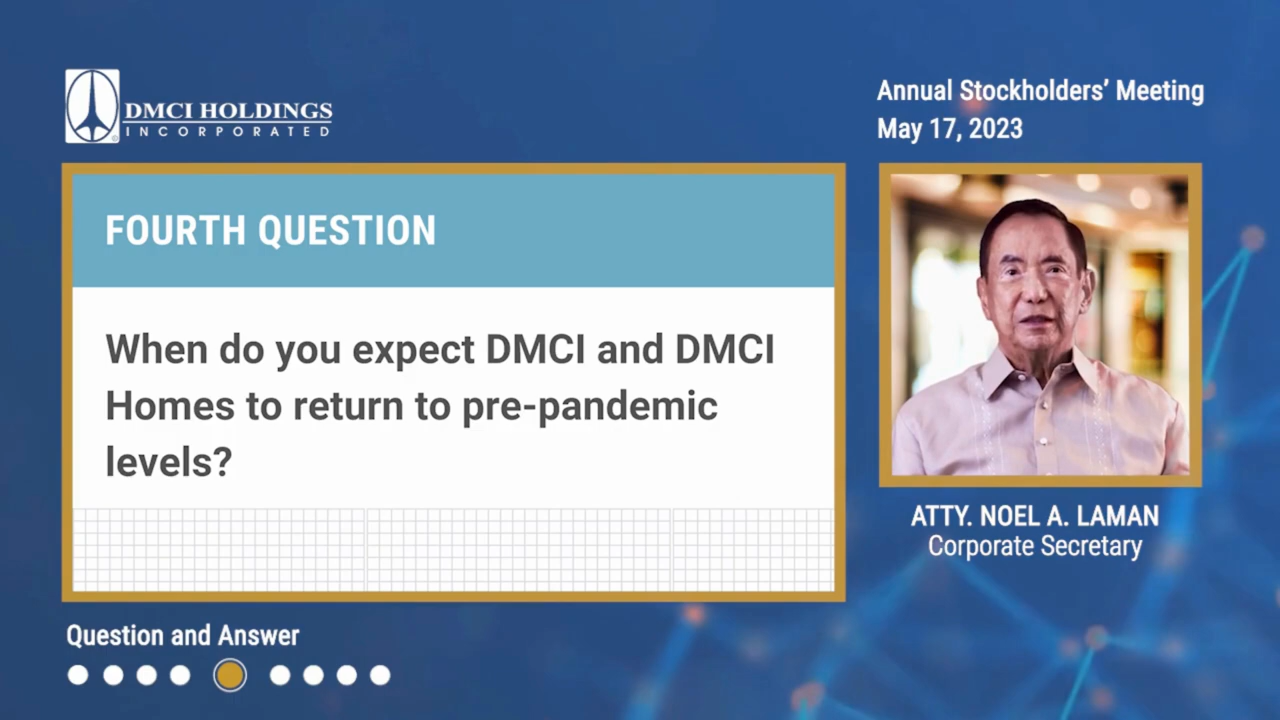 DMCI HOLDINGS
INCORPORATED
Annual Stockholders' Meeting
May 17, 2023
FOURTH QUESTION
When do you expect DMCI and DMCI
Homes to return to pre-pandemic
levels?
ATTY. NOEL A. LAMAN
Corporate Secretary
Question and Answer